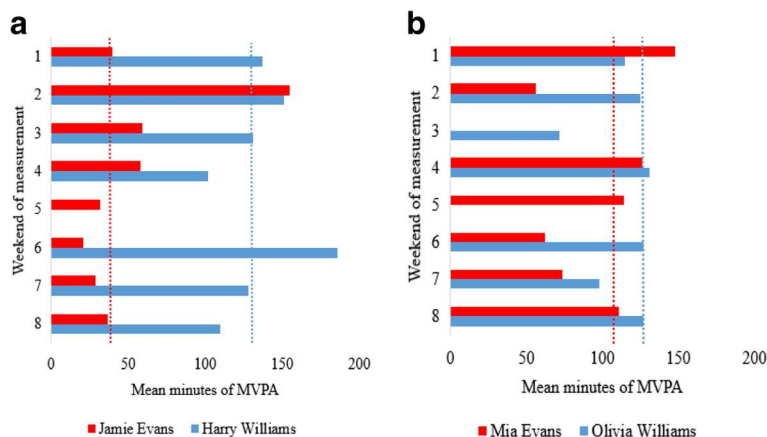 a
Weekend of measurement
1
2
3
4
5
6
7
8
0 50 100 150 200
Mean minutes of MVPA
Jamie Evans Harry Williams
b
Weekend of measurement
1
2
3
4
5
6
7
8
0 50 100 150 200
Mean minutes of MVPA
Mia Evans Olivia Williams